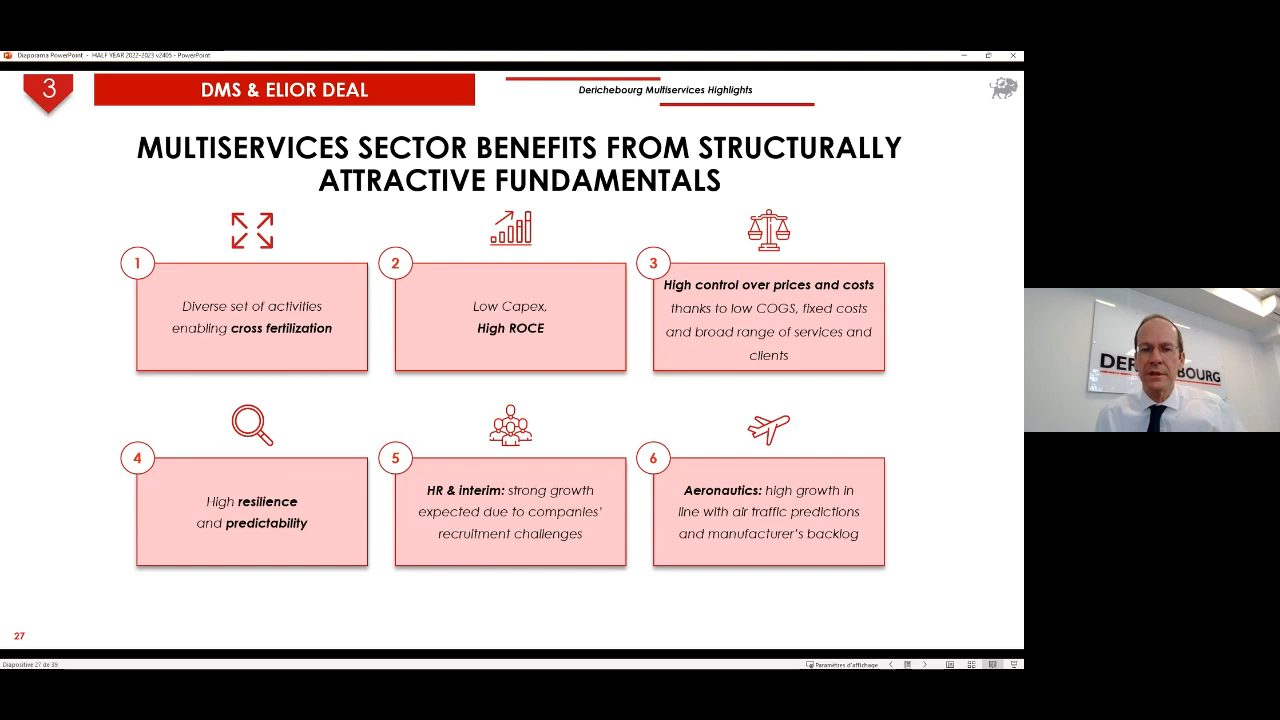 Diaporama PowerPoint - HALF YEAR 2022-2023 v2405 - PowerPoint
3
DMS & ELIOR DEAL
Derichebourg Multiservices Highlights
MULTISERVICES SECTOR BENEFITS FROM STRUCTURALLY
ATTRACTIVE FUNDAMENTALS
1
Diverse set of activities
enabling cross fertilization
2
Low Capex,
High ROCE
3
High control over prices and costs
thanks to low COGS, fixed costs
and broad range of services and
clients
4
High resilience
and predictability
5
HR & interim: strong growth
expected due to companies'
recruitment challenges
6
Aeronautics: high growth in
line with air traffic predictions
and manufacturer's backlog
27
Diapositive 27 de 39
Paramètres d'affichage